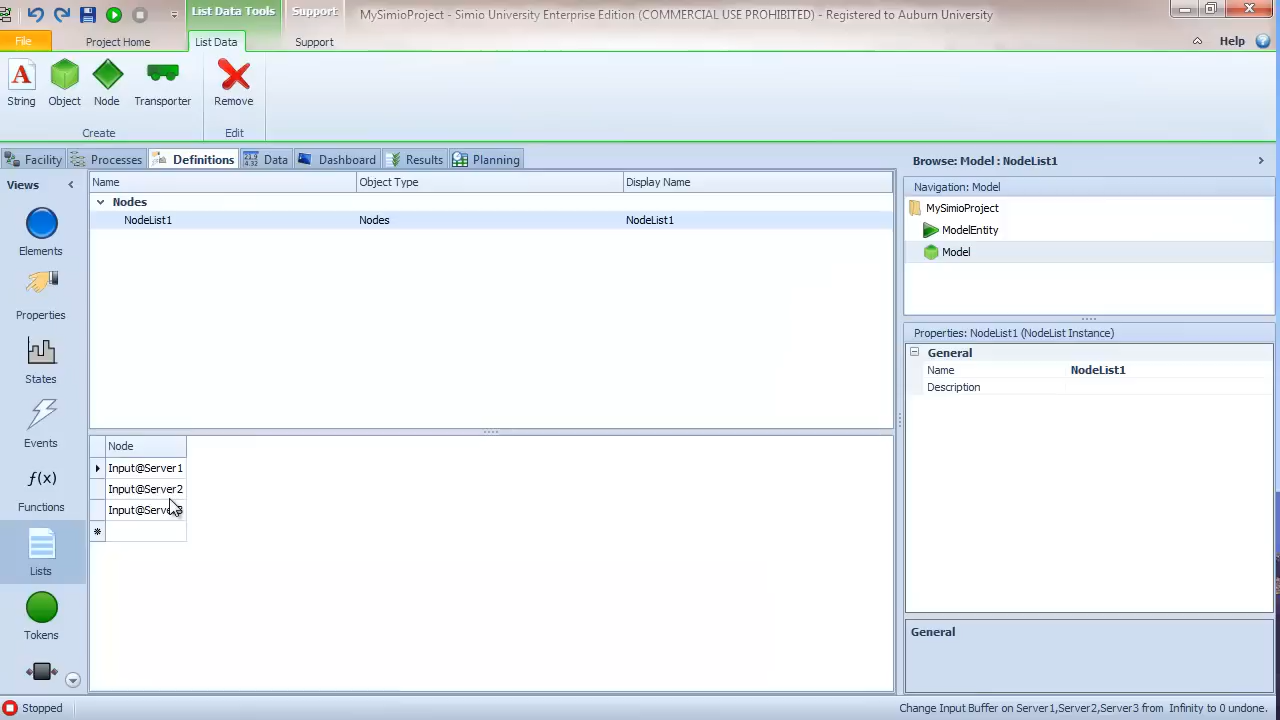 List Data Tools
Support
MySimioProject - Simio University Enterprise Edition (COMMERCIAL USE PROHIBITED) - Registered to Auburn University
File
Project Home
List Data
Support
Help
String
Object
Node
Transporter
Remove
Create
Edit
Facility
Processes
Definitions
Data
Dashboard
Results
Planning
Views
Elements
Properties
States
Events
f(x)
Functions
Lists
Tokens
Name Object Type Display Name
Nodes
NodeList1 Nodes NodeList1
Node
Input@Server1
Input@Server2
Input@Server3
Browse: Model : NodeList1
Navigation: Model
MySimioProject
ModelEntity
Model
Properties: NodeList1 (NodeList Instance)
General
Name NodeList1
Description
General
Stopped
Change Input Buffer on Server1,Server2,Server3 from Infinity to 0 undone.